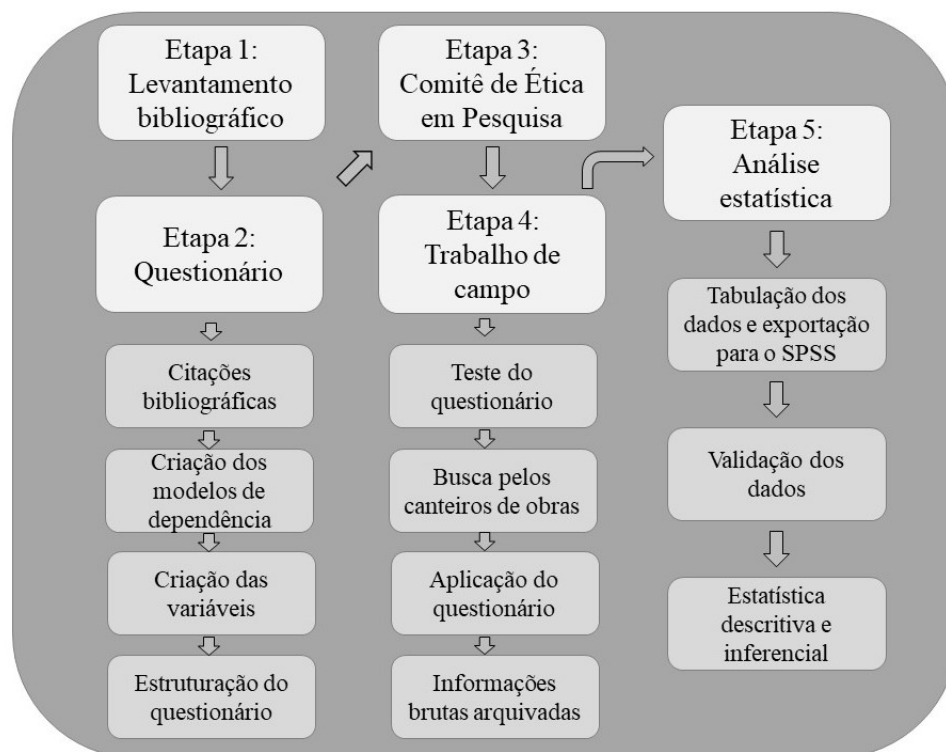 Etapa 1:
Levantamento
bibliográfico
Etapa 2:
Questionário
Citações
bibliográficas
Criação dos
modelos de
dependência
Criação das
variáveis
Estruturação do
questionário
Etapa 3:
Comitê de Ética
em Pesquisa
Etapa 4:
Trabalho de
campo
Teste do
questionário
Busca pelos
canteiros de obras
Aplicação do
questionário
Informações
brutas arquivadas
Etapa 5:
Análise
estatística
Tabulação dos
dados e exportação
para o SPSS
Validação dos
dados
Estatística
descritiva e
inferencial